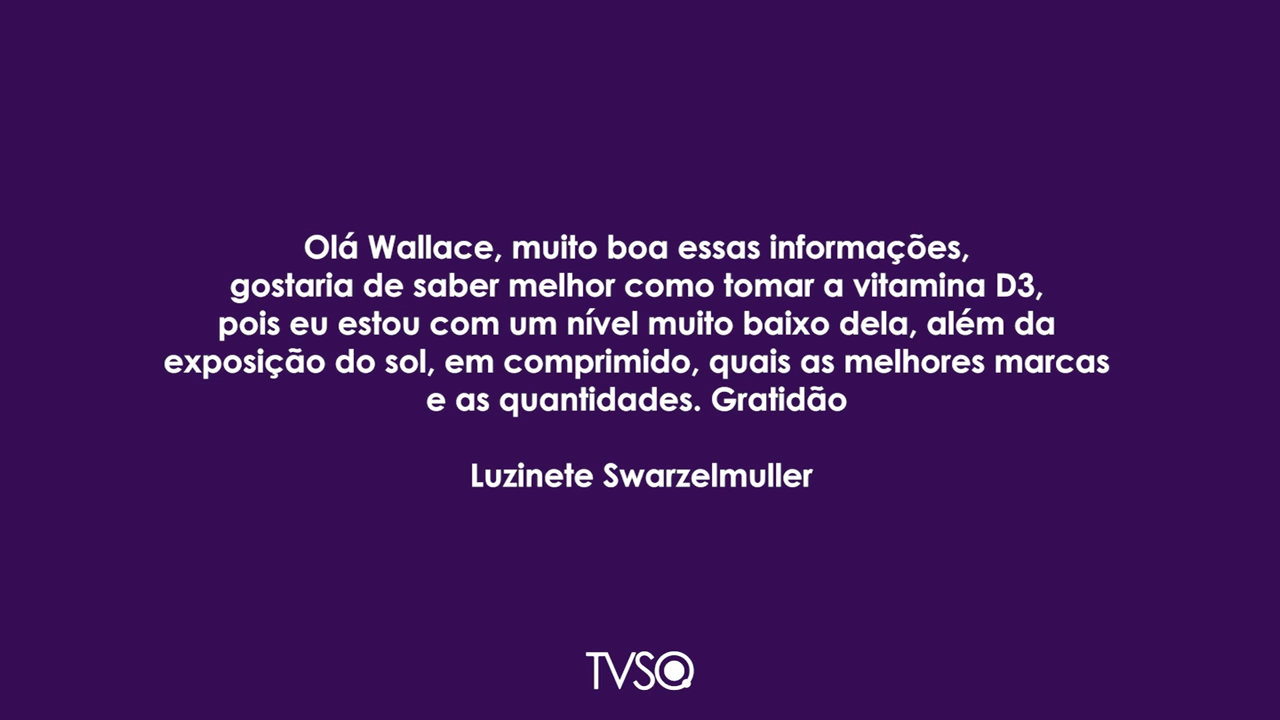 Olá Wallace, muito boa essas informações,
gostaria de saber melhor como tomar a vitamina D3,
pois eu estou com um nível muito baixo dela, além da
exposição do sol, em comprimido, quais as melhores marcas
e as quantidades. Gratidão
Luzinete Swarzelmuller
TVSQ